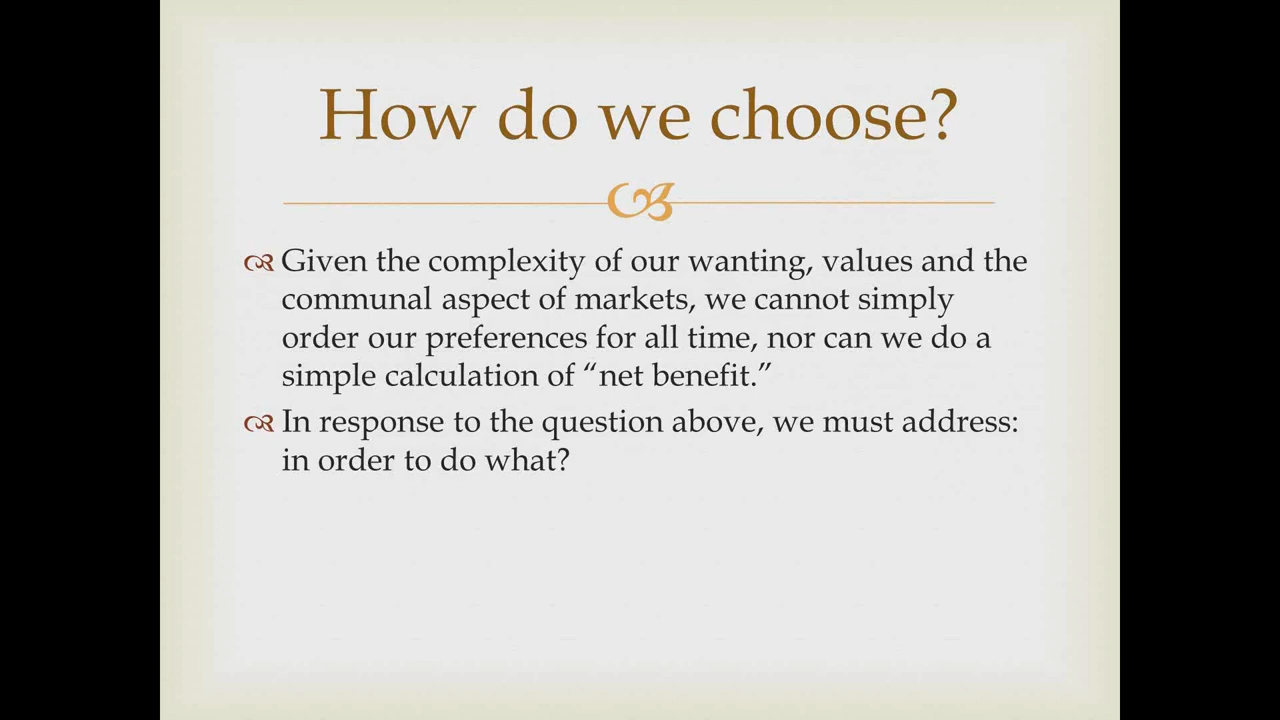 How do we choose?
Given the complexity of our wanting, values and the
communal aspect of markets, we cannot simply
order our preferences for all time, nor can we do a
simple calculation of “net benefit.”
In response to the question above, we must address:
in order to do what?